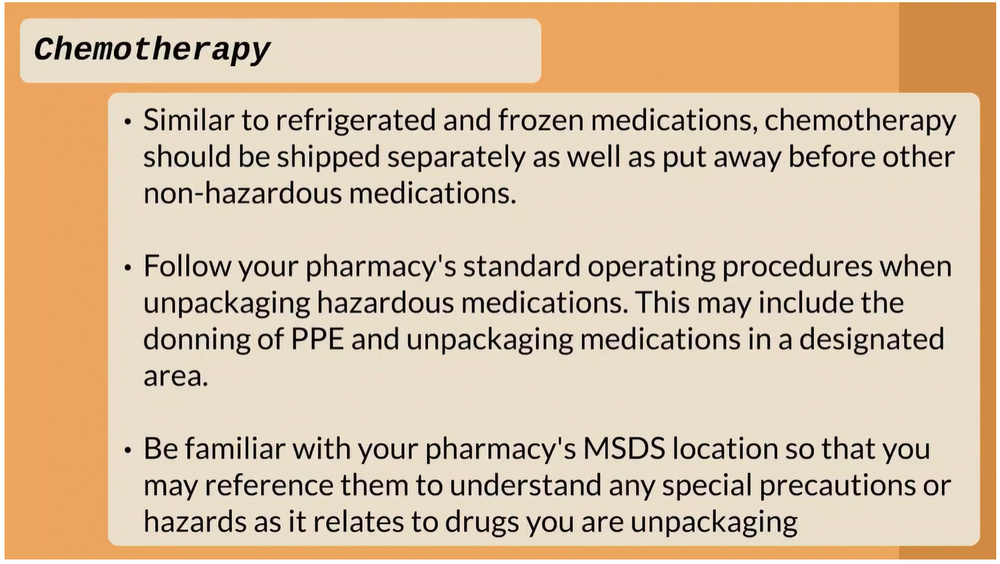 Chemotherapy
• Similar to refrigerated and frozen medications, chemotherapy
should be shipped separately as well as put away before other
non-hazardous medications.
• Follow your pharmacy's standard operating procedures when
unpackaging hazardous medications. This may include the
donning of PPE and unpackaging medications in a designated
area.
• Be familiar with your pharmacy's MSDS location so that you
may reference them to understand any special precautions or
hazards as it relates to drugs you are unpackaging